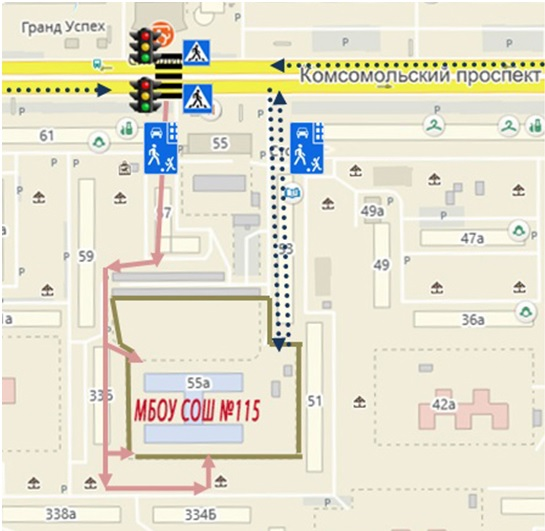 Гранд Успех
Комсомольский проспект
61
55
49а
47а
59
49
36а
55а
МБОУ СОШ №115
51
42а
338а
334Б